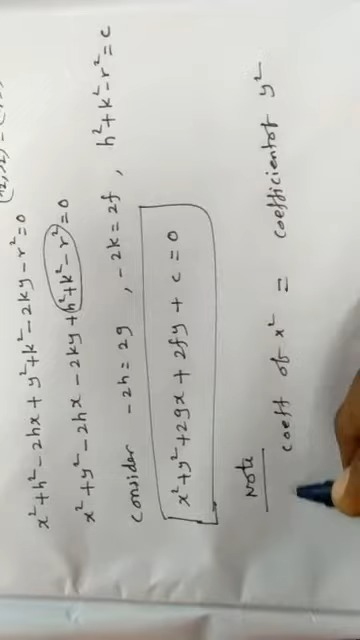 x²+h²-2hx+y²+k²-2ky-r²=0
x²+y²-2hx-2ky+h²+k²-r²=0
consider -2h=2g, -2k=2f, h²+k²-r²=c
x²+y²+2gx+2fy+c=0
Note
coeff of x² = coefficient of y²